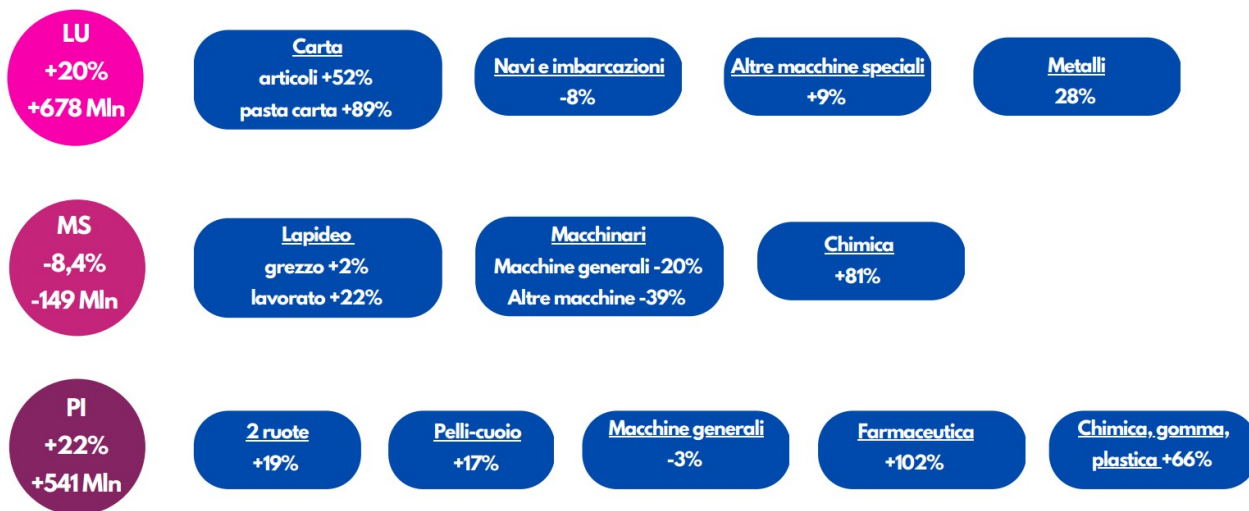 LU
+20%
+678 Mln
Carta
articoli +52%
pasta carta +89%
Navi e imbarcazioni
-8%
Altre macchine speciali
+9%
Metalli
28%
MS
-8,4%
-149 Mln
Lapideo
grezzo +2%
lavorato +22%
Macchinari
Macchine generali -20%
Altre macchine -39%
Chimica
+81%
PI
+22%
+541 Mln
2 ruote
+19%
Pelli-cuoio
+17%
Macchine generali
-3%
Farmaceutica
+102%
Chimica, gomma,
plastica +66%